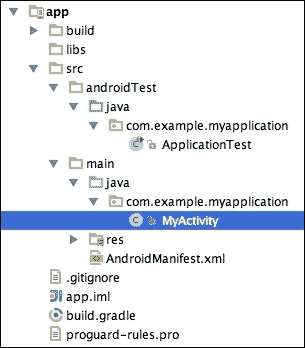 app
build
libs
src
androidTest
java
com.example.myapplication
ApplicationTest
main
java
com.example.myapplication
MyActivity
res
AndroidManifest.xml
.gitignore
app.iml
build.gradle
proguard-rules.pro